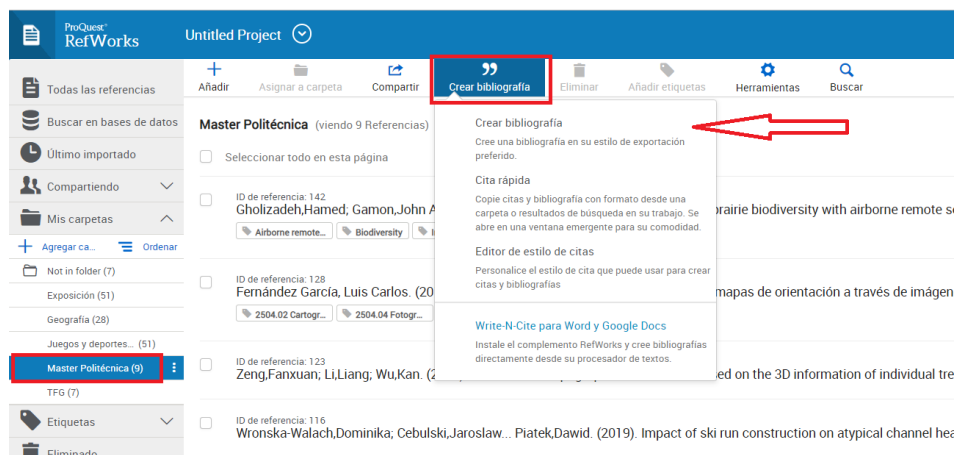 ProQuest®
RefWorks
Untitled Project
Todas las referencias
Buscar en bases de datos
Último importado
Compartiendo
Mis carpetas
Agregar ca... Ordenar
Not in folder (7)
Exposición (51)
Geografía (28)
Juegos y deportes... (51)
Master Politécnica (9)
TFG (7)
Etiquetas
Eliminado
Añadir Asignar a carpeta Compartir Crear bibliografía Eliminar Añadir etiquetas Herramientas Buscar
Master Politécnica (viendo 9 Referencias)
Seleccionar todo en esta página
Crear bibliografía
Cree una bibliografía en su estilo de exportación
preferido.
Cita rápida
Copie citas y bibliografía con formato desde una
carpeta o resultados de búsqueda en su trabajo. Se
abre en una ventana emergente para su comodidad.
Editor de estilo de citas
Personalice el estilo de cita que puede usar para crear
citas y bibliografías
Write-N-Cite para Word y Google Docs
Instale el complemento RefWorks y cree bibliografías
directamente desde su procesador de textos.
ID de referencia: 142
Gholizadeh,Hamed; Gamon,John A prairie biodiversity with airborne remote s
Airborne remote... Biodiversity
ID de referencia: 128
Fernández García, Luis Carlos. (20 mapas de orientación a través de imágen
2504.02 Cartogr... 2504.04 Fotogr...
ID de referencia: 123
Zeng,Fanxuan; Li,Liang; Wu,Kan. (2 ed on the 3D information of individual tre
ID de referencia: 116
Wronska-Walach,Dominika; Cebulski,Jaroslaw... Piatek,Dawid. (2019). Impact of ski run construction on atypical channel hea